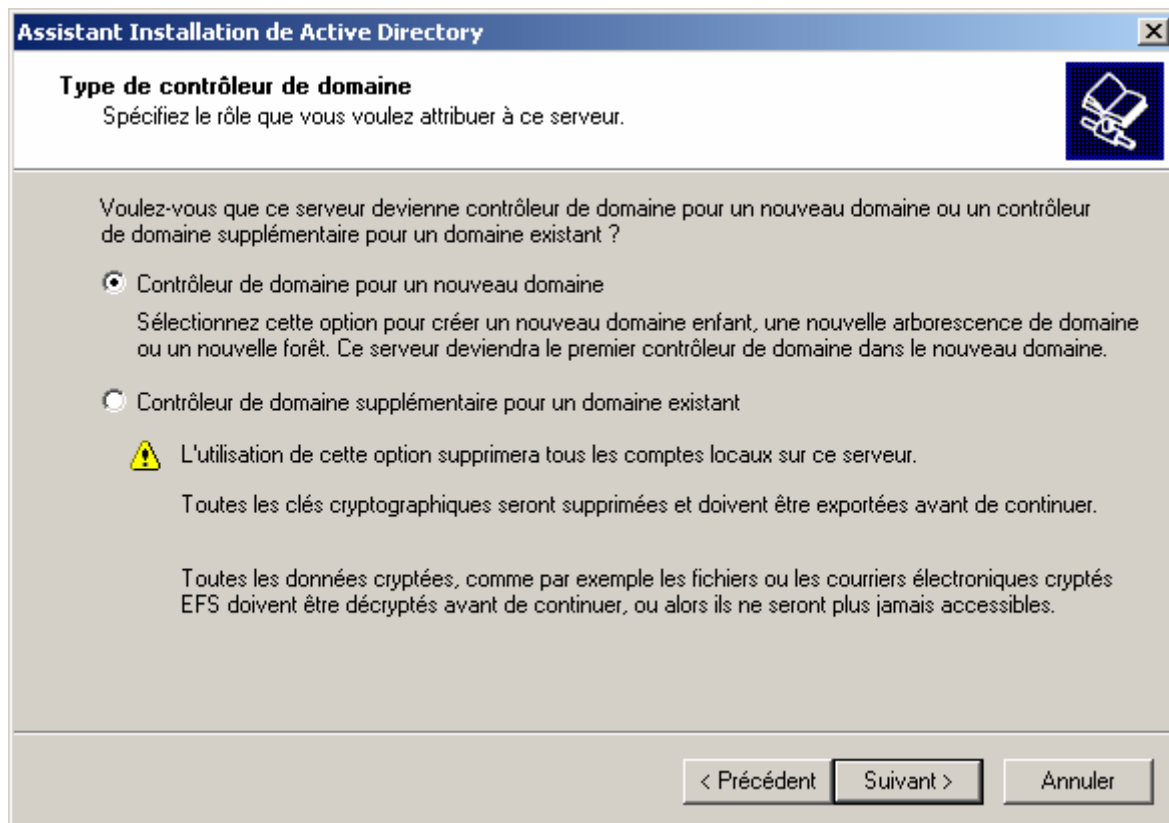 Assistant Installation de Active Directory
Type de contrôleur de domaine
Spécifiez le rôle que vous voulez attribuer à ce serveur.
Voulez-vous que ce serveur devienne contrôleur de domaine pour un nouveau domaine ou un contrôleur
de domaine supplémentaire pour un domaine existant ?
Contrôleur de domaine pour un nouveau domaine
Sélectionnez cette option pour créer un nouveau domaine enfant, une nouvelle arborescence de domaine
ou un nouvelle forêt. Ce serveur deviendra le premier contrôleur de domaine dans le nouveau domaine.
Contrôleur de domaine supplémentaire pour un domaine existant
L'utilisation de cette option supprimera tous les comptes locaux sur ce serveur.
Toutes les clés cryptographiques seront supprimées et doivent être exportées avant de continuer.
Toutes les données cryptées, comme par exemple les fichiers ou les courriers électroniques cryptés
EFS doivent être décryptés avant de continuer, ou alors ils ne seront plus jamais accessibles.
< Précédent Suivant > Annuler